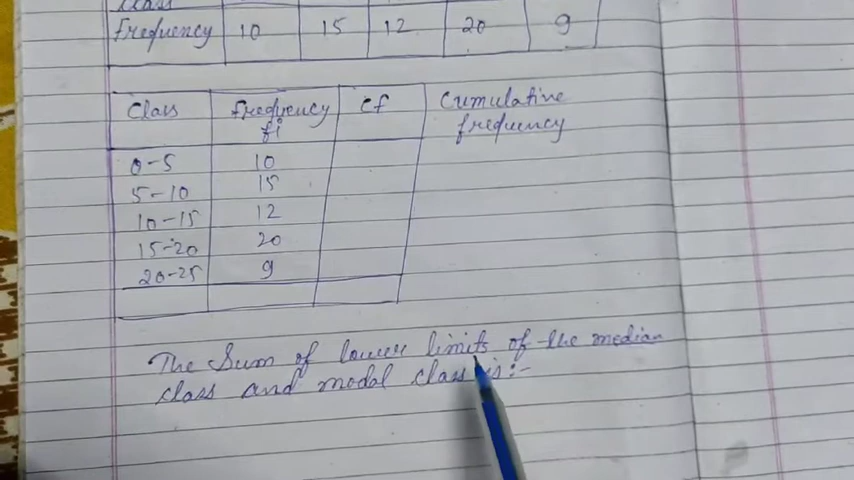 Class
Frequency 10 15 12 20 9
Class Frequency fi cf Cumulative frequency
0-5 10
5-10 15
10-15 12
15-20 20
20-25 9
The Sum of lower limits of the median
class and modal class is:-